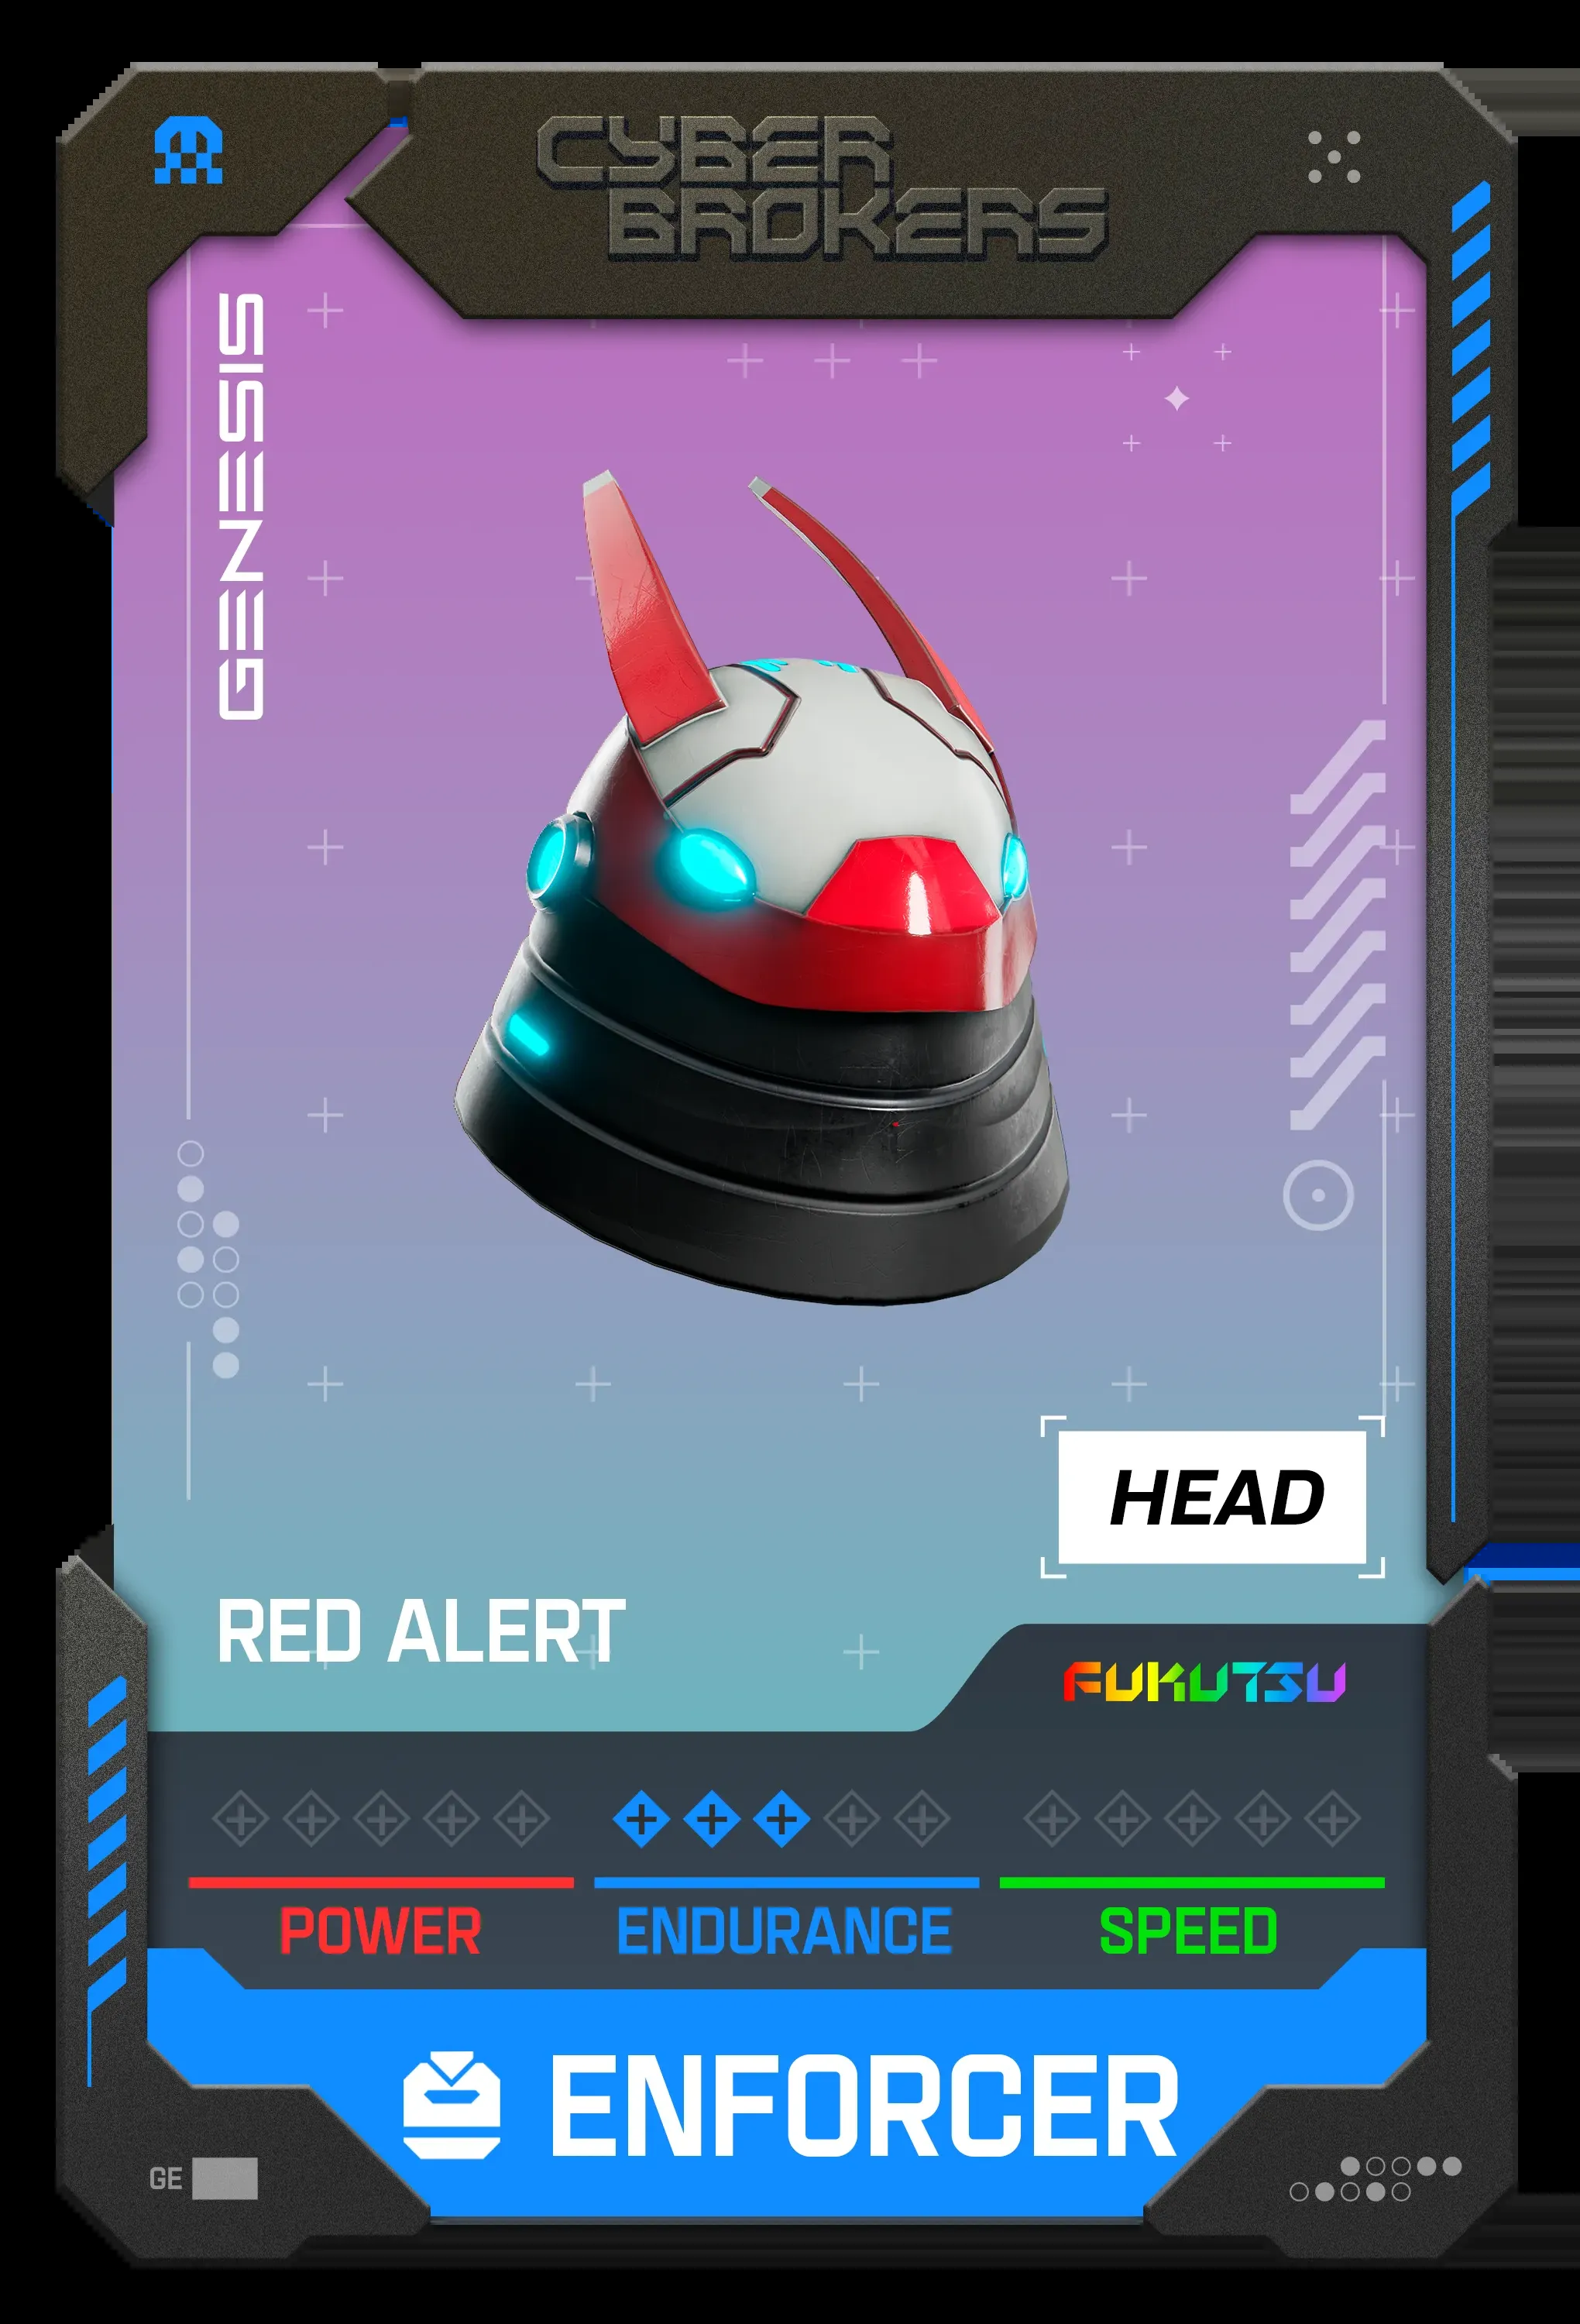 CYBER
BROKERS
GENESIS
HEAD
RED ALERT
FUKUTSU
POWER
ENDURANCE
SPEED
ENFORCER
GE